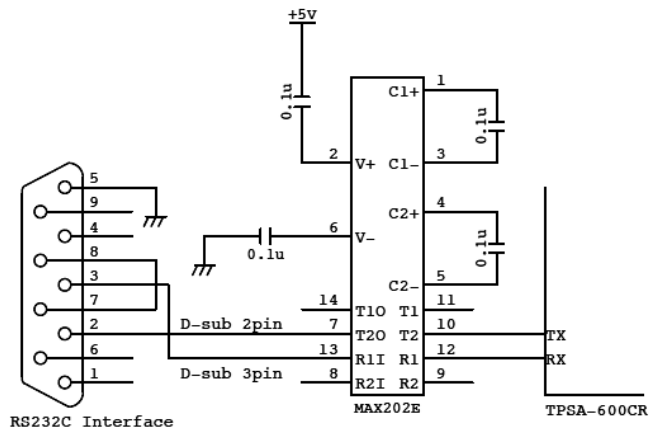 +5V
0.1u
1
C1+
0.1u
2
V+
C1-
3
5
9
4
C2+
4
8
6
V-
0.1u
0.1u
3
C2-
5
7
14
T1O
T1
11
2
D-sub 2pin
7
T2O
T2
10
TX
6
13
R1I
R1
12
RX
1
D-sub 3pin
8
R2I
R2
9
RS232C Interface
MAX202E
TPSA-600CR